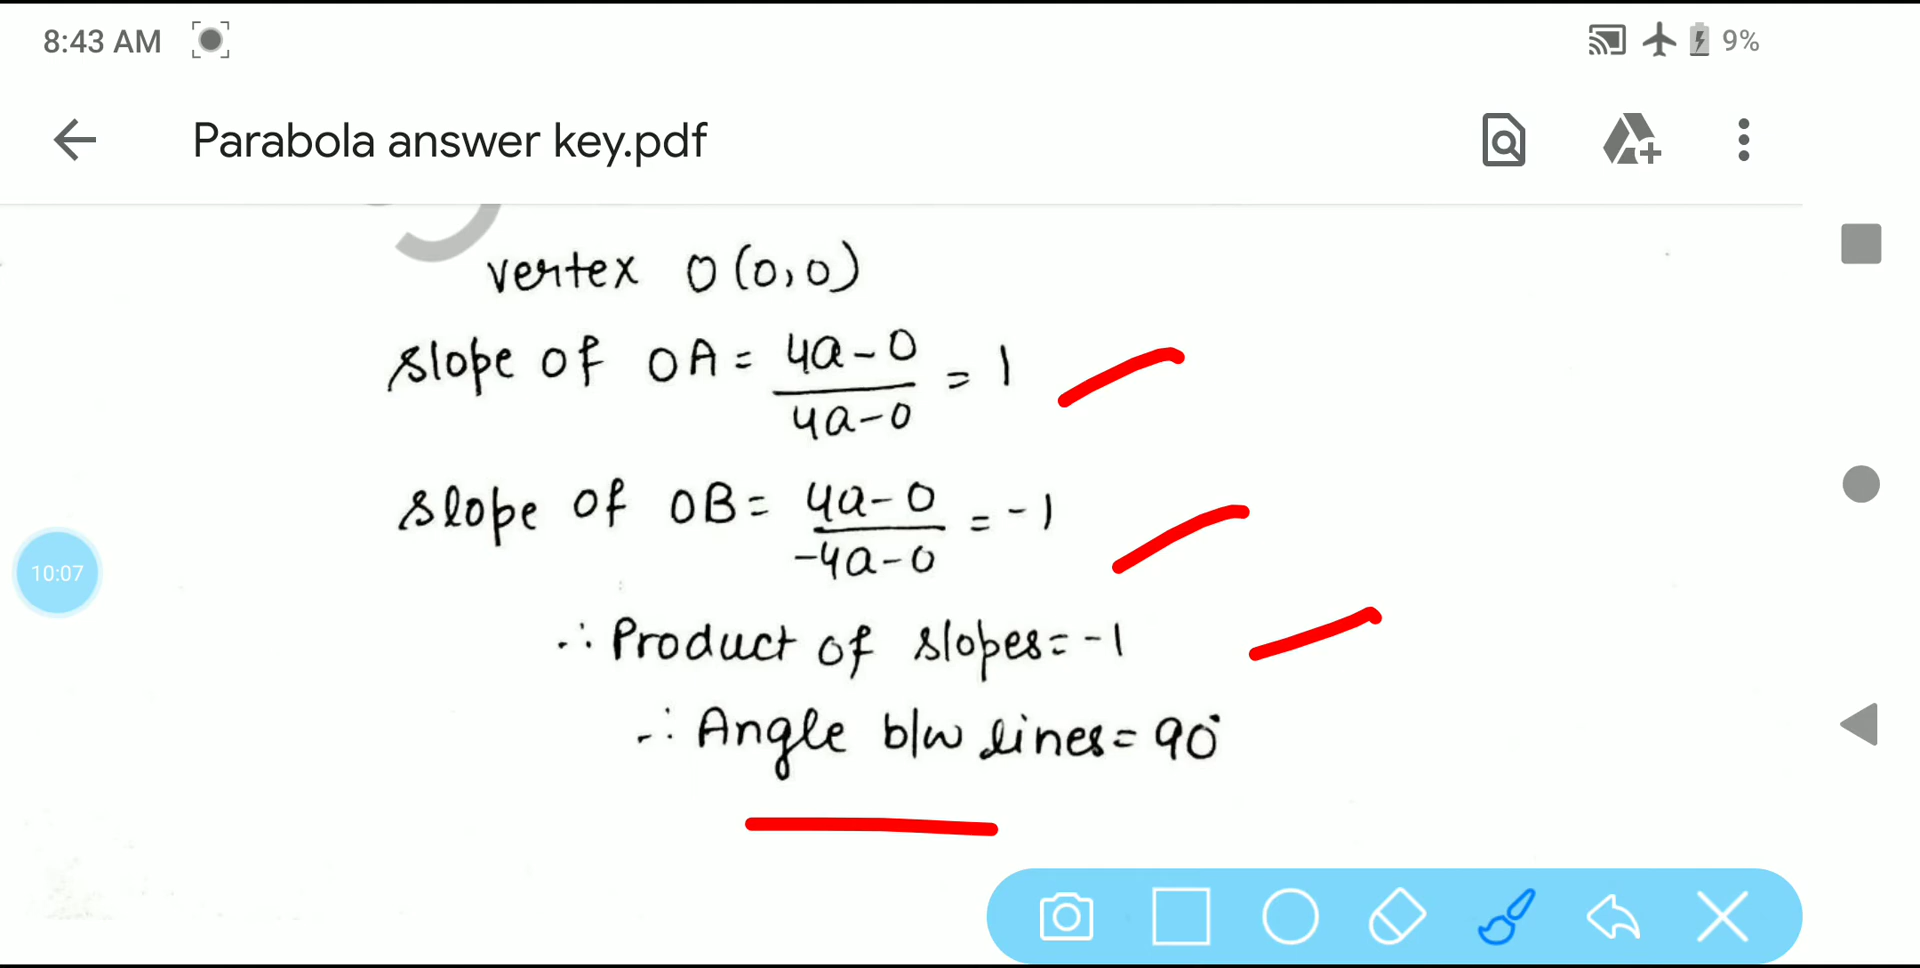 8:43 AM 9%
Parabola answer key.pdf
vertex O(0,0)
slope of OA = 4a-0 / 4a-0 = 1
slope of OB = 4a-0 / -4a-0 = -1
10:07
∴ Product of slopes = -1
∴ Angle b/w lines = 90°